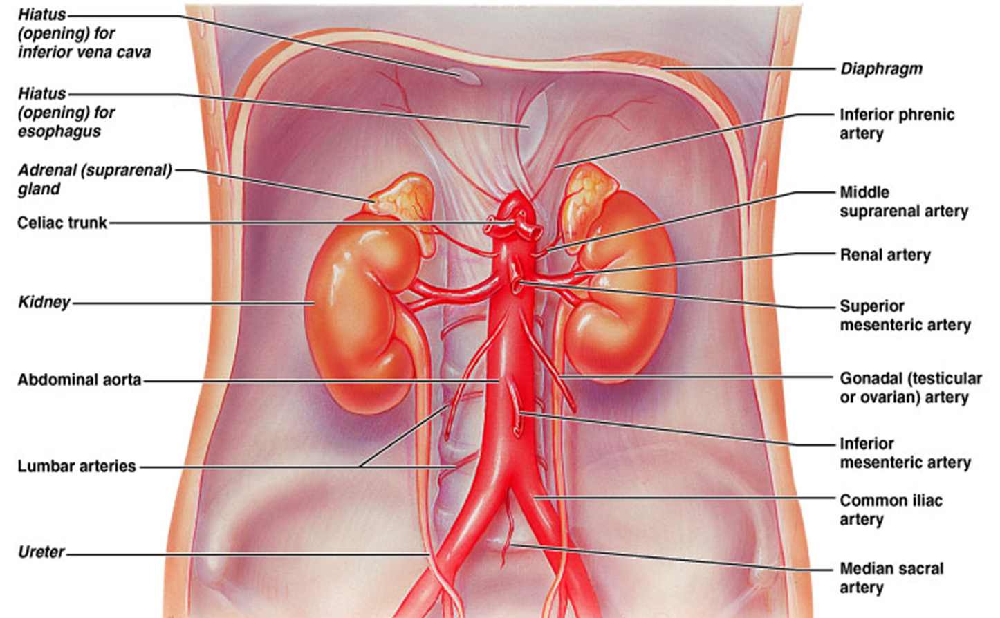 Hiatus
(opening) for
inferior vena cava
Hiatus
(opening) for
esophagus
Adrenal (suprarenal)
gland
Celiac trunk
Kidney
Abdominal aorta
Lumbar arteries
Ureter
Diaphragm
Inferior phrenic
artery
Middle
suprarenal artery
Renal artery
Superior
mesenteric artery
Gonadal (testicular
or ovarian) artery
Inferior
mesenteric artery
Common iliac
artery
Median sacral
artery